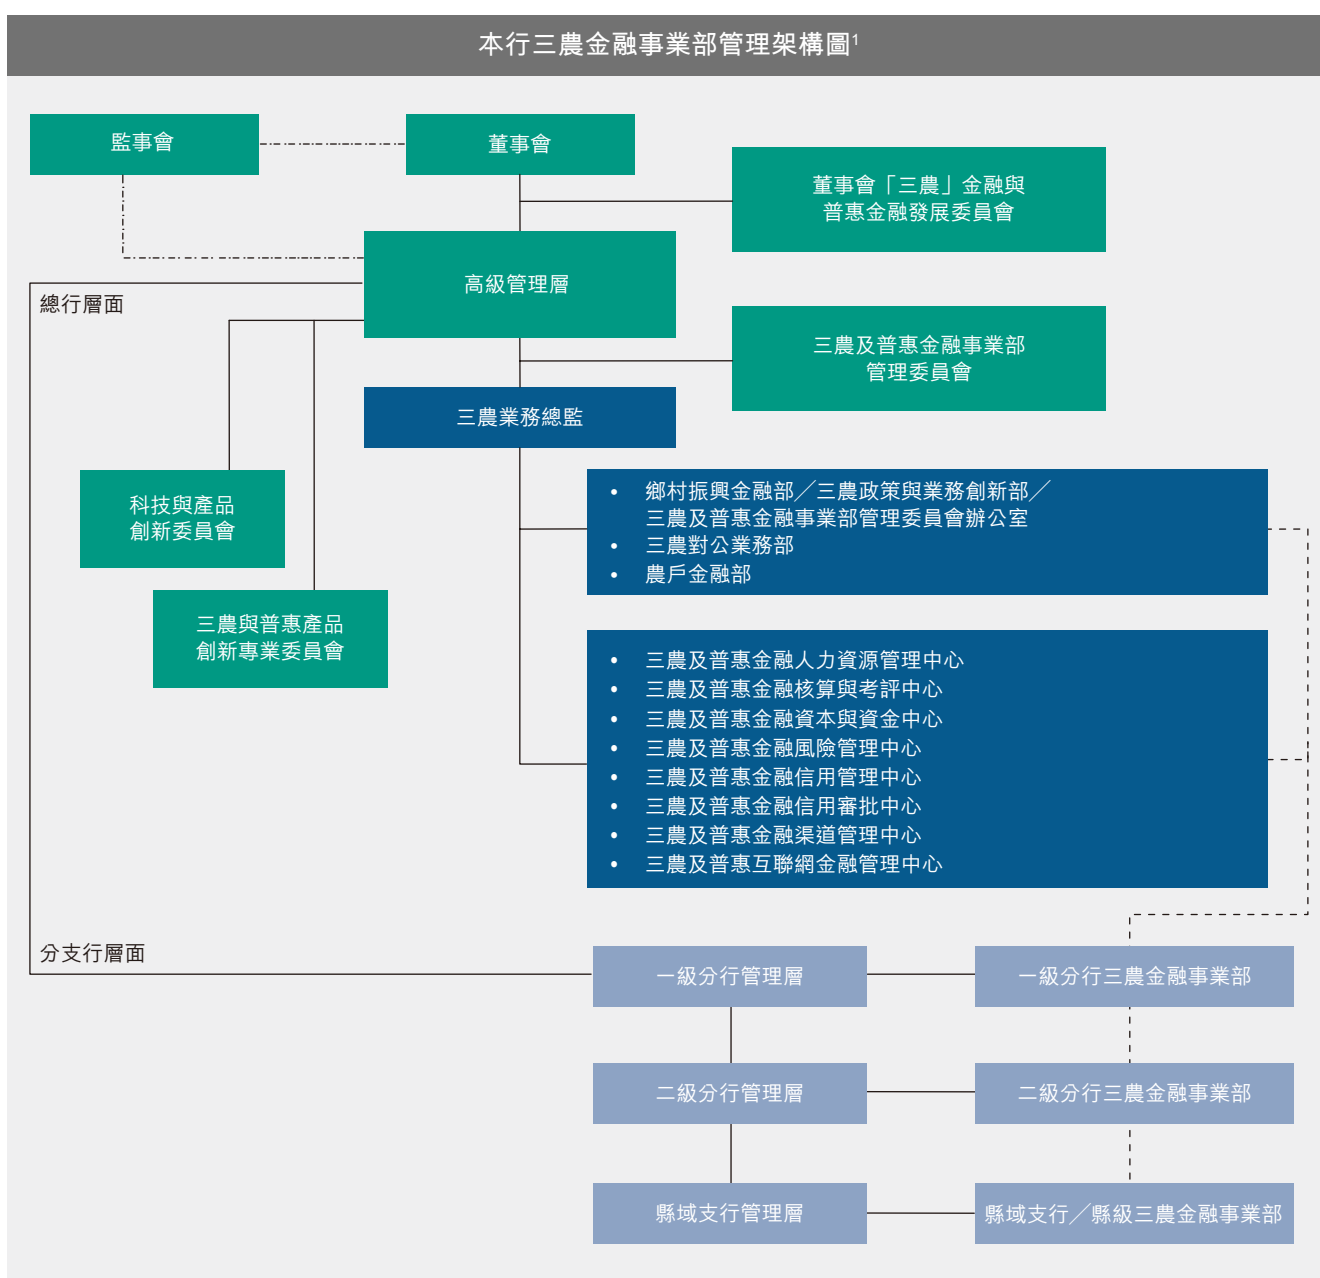 本行三農金融事業部管理架構圖1
監事會
董事會
董事會「三農」金融與
普惠金融發展委員會
高級管理層
總行層面
三農及普惠金融事業部
管理委員會
三農業務總監
科技與產品
創新委員會
三農與普惠產品
創新專業委員會
• 鄉村振興金融部／三農政策與業務創新部／
三農及普惠金融事業部管理委員會辦公室
• 三農對公業務部
• 農戶金融部
• 三農及普惠金融人力資源管理中心
• 三農及普惠金融核算與考評中心
• 三農及普惠金融資本與資金中心
• 三農及普惠金融風險管理中心
• 三農及普惠金融信用管理中心
• 三農及普惠金融信用審批中心
• 三農及普惠金融渠道管理中心
• 三農及普惠互聯網金融管理中心
分支行層面
一級分行管理層
一級分行三農金融事業部
二級分行管理層
二級分行三農金融事業部
縣域支行管理層
縣域支行／縣級三農金融事業部